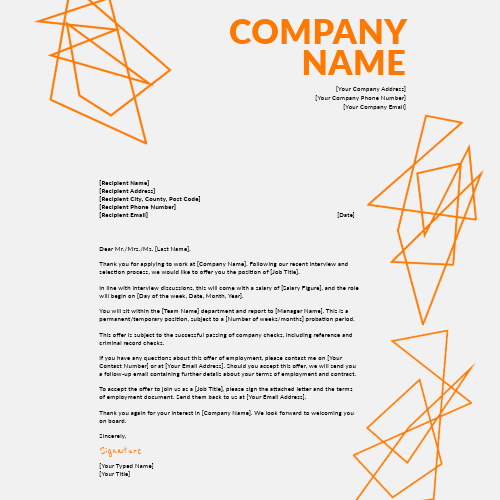 COMPANY
NAME
[Your Company Address]
[Your Company Phone Number]
[Your Company Email]
[Recipient Name]
[Recipient Address]
[Recipient City, County, Post Code]
[Recipient Phone Number]
[Recipient Email] [Date]
Dear Mr./Mrs./Ms. [Last Name],
Thank you for applying to work at [Company Name]. Following our recent interview and
selection process, we would like to offer you the position of [Job Title].
In line with interview discussions, this will come with a salary of [Salary Figure], and the role
will begin on [Day of the week, Date, Month, Year].
You will sit within the [Team Name] department and report to [Manager Name]. This is a
permanent/temporary position, subject to a [Number of weeks/months] probation period.
This offer is subject to the successful passing of company checks, including reference and
criminal record checks.
If you have any questions about this offer of employment, please contact me on [Your
Contact Number] or at [Your Email Address]. Should you accept this offer, we will send you
a follow-up email containing further details about your terms of employment and contract.
To accept the offer to join us as a [Job Title], please sign the attached letter and the terms
of employment document. Send them back to us at [Your Email Address].
Thank you again for your interest in [Company Name]. We look forward to welcoming you
on board.
Sincerely,
Signature
[Your Typed Name]
[Your Title]